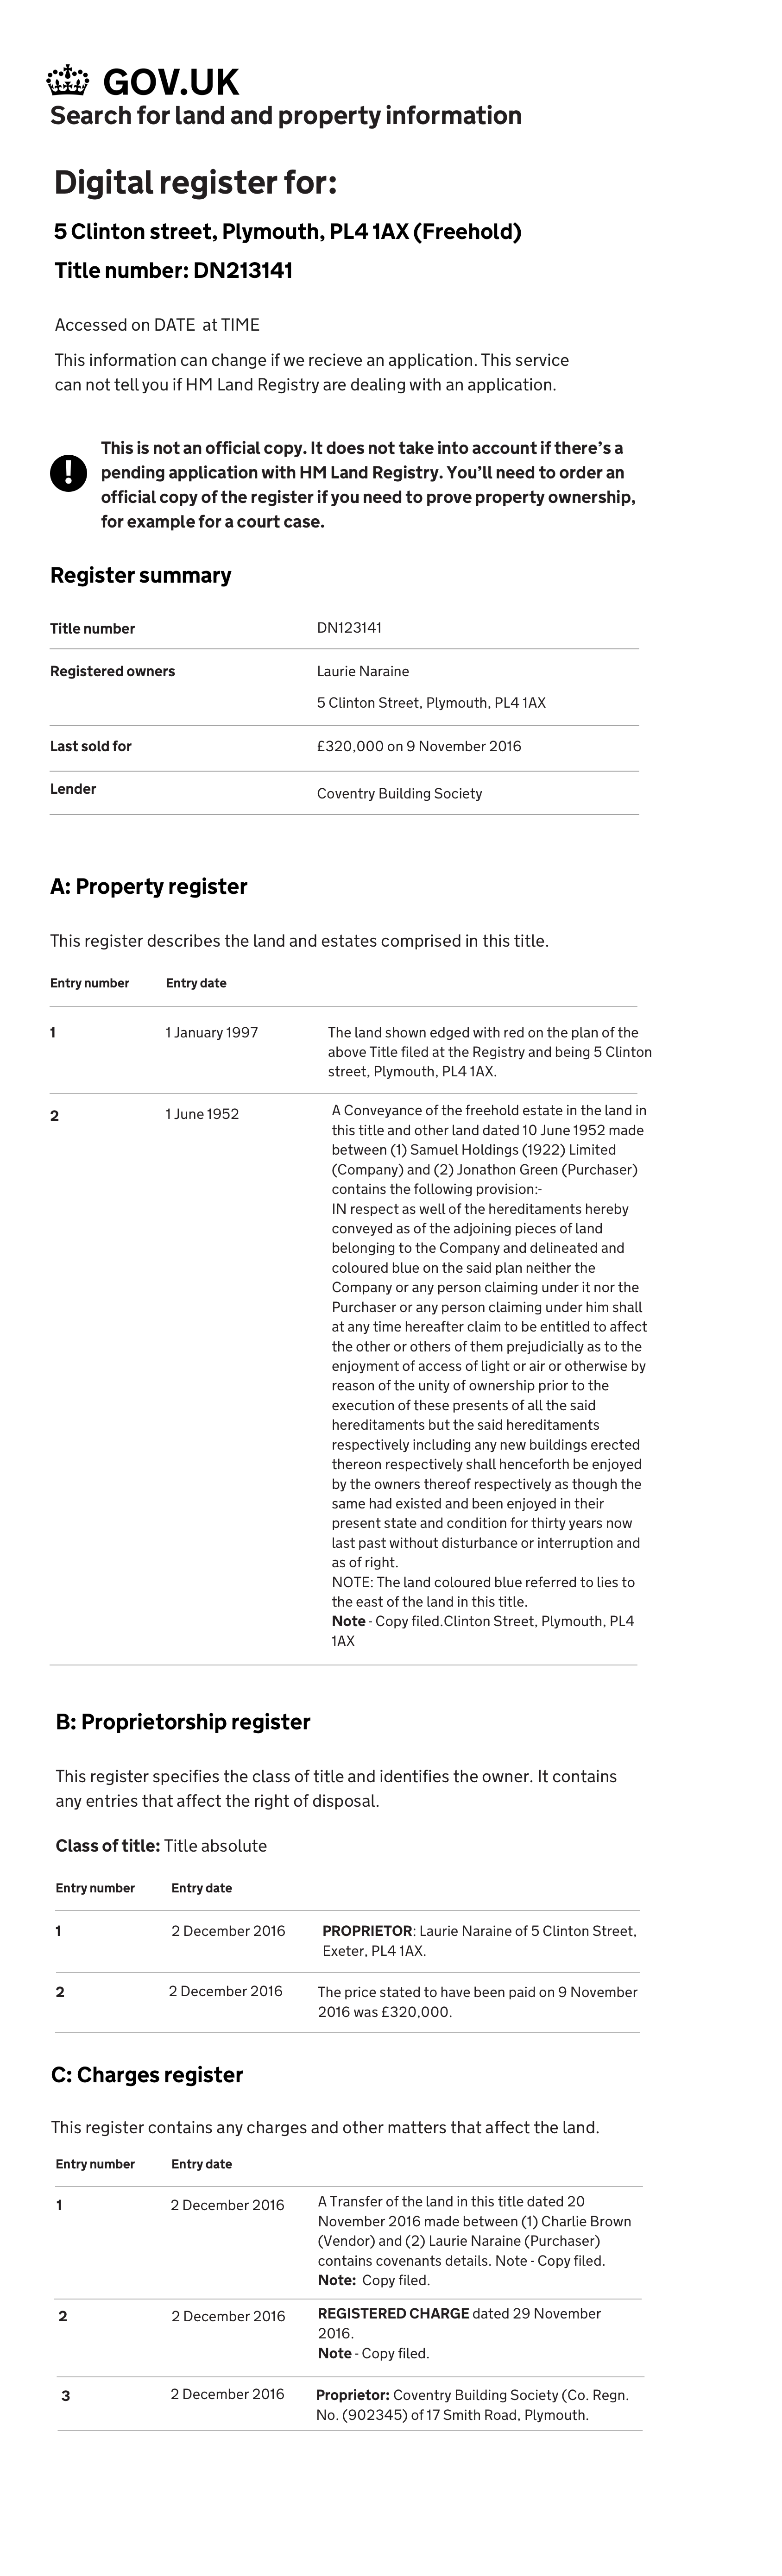 GOV.UK
Search for land and property information
Digital register for:
5 Clinton street, Plymouth, PL4 1AX (Freehold)
Title number: DN213141
Accessed on DATE at TIME
This information can change if we recieve an application. This service
can not tell you if HM Land Registry are dealing with an application.
This is not an official copy. It does not take into account if there's a
pending application with HM Land Registry. You'll need to order an
official copy of the register if you need to prove property ownership,
for example for a court case.
Register summary
Title number DN123141
Registered owners Laurie Naraine
5 Clinton Street, Plymouth, PL4 1AX
Last sold for £320,000 on 9 November 2016
Lender Coventry Building Society
A: Property register
This register describes the land and estates comprised in this title.
Entry number Entry date
1 1 January 1997 The land shown edged with red on the plan of the
above Title filed at the Registry and being 5 Clinton
street, Plymouth, PL4 1AX.
2 1 June 1952 A Conveyance of the freehold estate in the land in
this title and other land dated 10 June 1952 made
between (1) Samuel Holdings (1922) Limited
(Company) and (2) Jonathon Green (Purchaser)
contains the following provision:-
IN respect as well of the hereditaments hereby
conveyed as of the adjoining pieces of land
belonging to the Company and delineated and
coloured blue on the said plan neither the
Company or any person claiming under it nor the
Purchaser or any person claiming under him shall
at any time hereafter claim to be entitled to affect
the other or others of them prejudicially as to the
enjoyment of access of light or air or otherwise by
reason of the unity of ownership prior to the
execution of these presents of all the said
hereditaments but the said hereditaments
respectively including any new buildings erected
thereon respectively shall henceforth be enjoyed
by the owners thereof respectively as though the
same had existed and been enjoyed in their
present state and condition for thirty years now
last past without disturbance or interruption and
as of right.
NOTE: The land coloured blue referred to lies to
the east of the land in this title.
Note - Copy filed.Clinton Street, Plymouth, PL4
1AX
B: Proprietorship register
This register specifies the class of title and identifies the owner. It contains
any entries that affect the right of disposal.
Class of title: Title absolute
Entry number Entry date
1 2 December 2016 PROPRIETOR: Laurie Naraine of 5 Clinton Street,
Exeter, PL4 1AX.
2 2 December 2016 The price stated to have been paid on 9 November
2016 was £320,000.
C: Charges register
This register contains any charges and other matters that affect the land.
Entry number Entry date
1 2 December 2016 A Transfer of the land in this title dated 20
November 2016 made between (1) Charlie Brown
(Vendor) and (2) Laurie Naraine (Purchaser)
contains covenants details. Note - Copy filed.
Note: Copy filed.
2 2 December 2016 REGISTERED CHARGE dated 29 November
2016.
Note - Copy filed.
3 2 December 2016 Proprietor: Coventry Building Society (Co. Regn.
No. (902345) of 17 Smith Road, Plymouth.